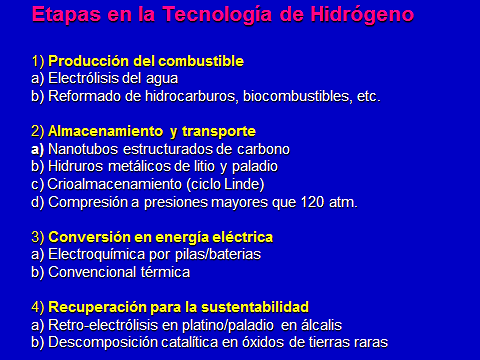 Etapas en la Tecnología de Hidrógeno
1) Producción del combustible
a) Electrólisis del agua
b) Reformado de hidrocarburos, biocombustibles, etc.
2) Almacenamiento y transporte
a) Nanotubos estructurados de carbono
b) Hidruros metálicos de litio y paladio
c) Crioalmacenamiento (ciclo Linde)
d) Compresión a presiones mayores que 120 atm.
3) Conversión en energía eléctrica
a) Electroquímica por pilas/baterias
b) Convencional térmica
4) Recuperación para la sustentabilidad
a) Retro-electrólisis en platino/paladio en álcalis
b) Descomposición catalítica en óxidos de tierras raras